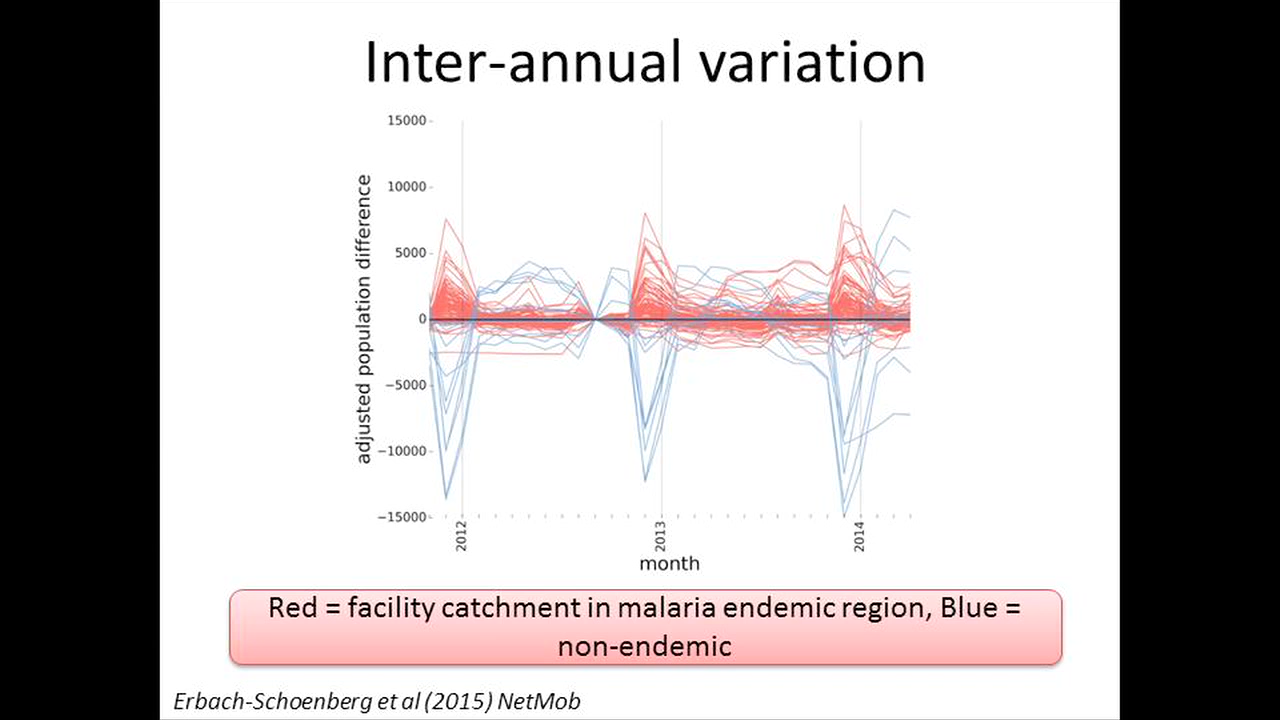 Inter-annual variation
15000
10000
5000
0
−5000
−10000
−15000
adjusted population difference
2012
2013
2014
month
Red = facility catchment in malaria endemic region, Blue =
non-endemic
Erbach-Schoenberg et al (2015) NetMob